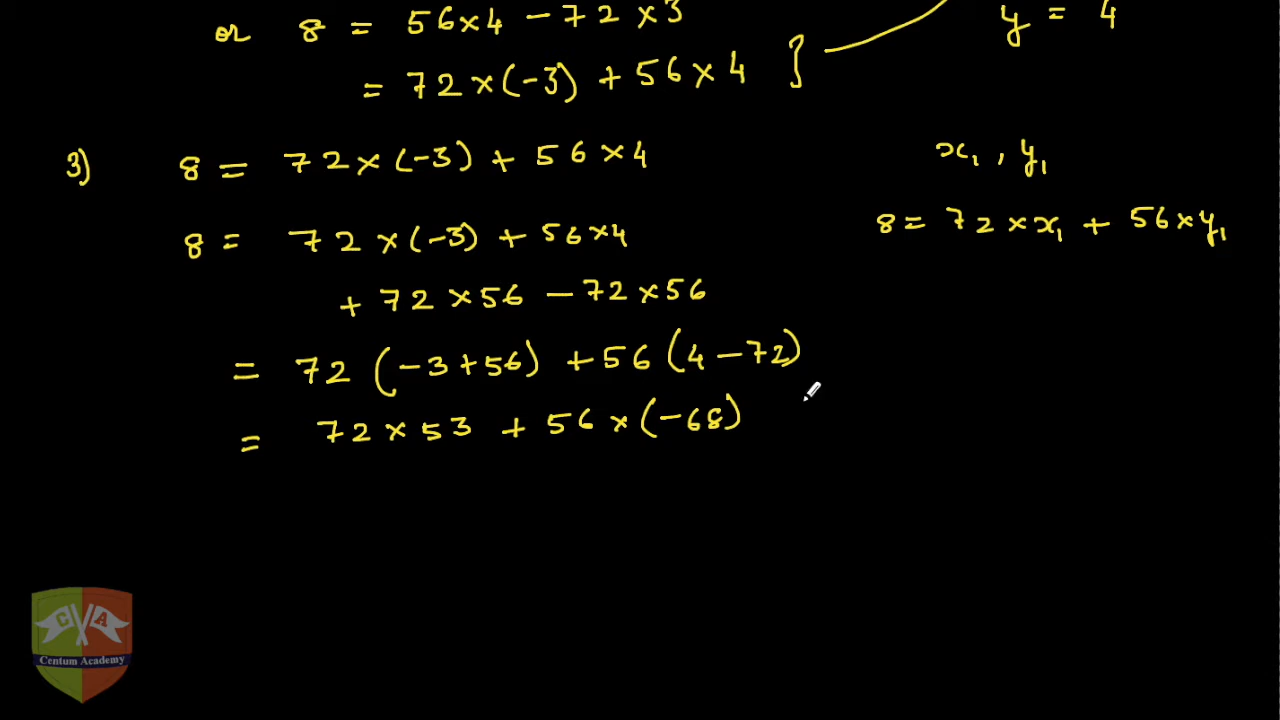 or 8 = 56×4 − 72×3
y = 4
= 72×(−3) + 56×4 }
3) 8 = 72×(−3) + 56×4
x₁, y₁
8 = 72×(−3) + 56×4
8 = 72×x₁ + 56×y₁
+ 72×56 − 72×56
= 72(−3+56) + 56(4−72)
= 72×53 + 56×(−68)
C A
Centum Academy